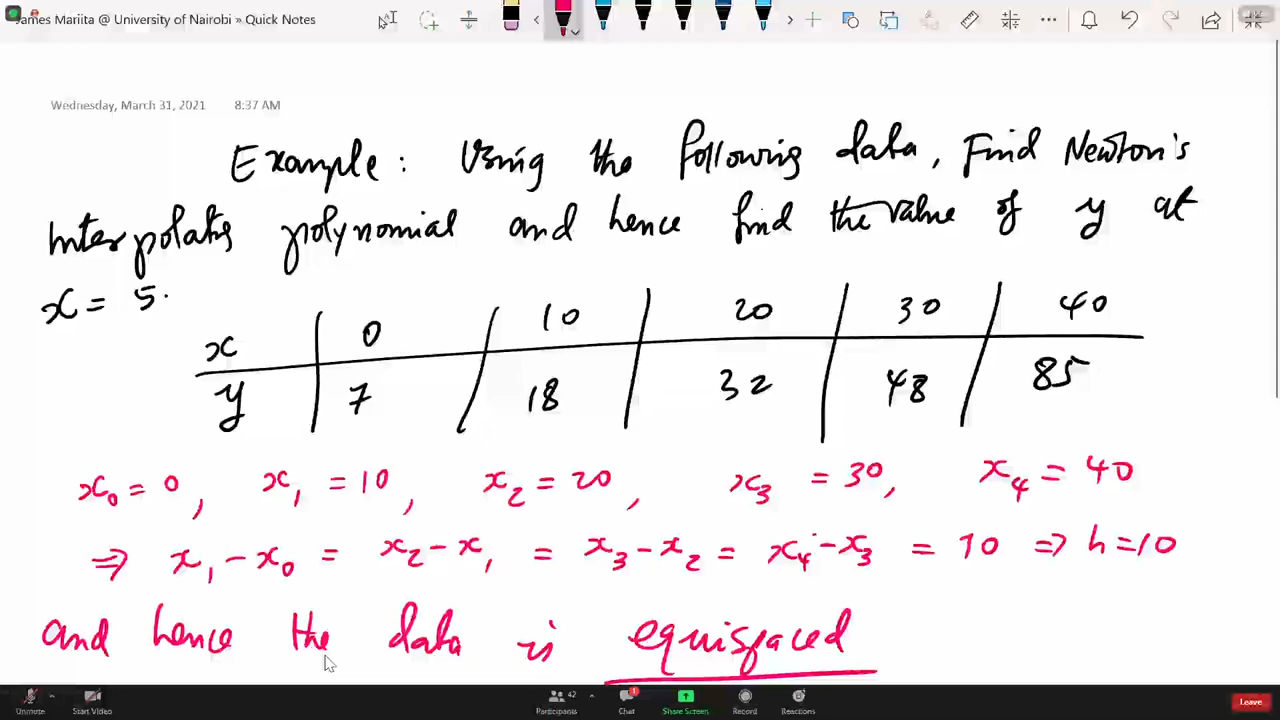 James Mariita @ University of Nairobi » Quick Notes
Wednesday, March 31, 2021 8:37 AM
Example: Using the following data, Find Newton's
Interpolating polynomial and hence find the value of y at
x = 5.
x 0 10 20 30 40
y 7 18 32 48 85
x₀ = 0, x₁ = 10, x₂ = 20, x₃ = 30, x₄ = 40
⇒ x₁ - x₀ = x₂ - x₁ = x₃ - x₂ = x₄ - x₃ = 10 ⇒ h = 10
and hence the data is equispaced
42 1
Unmute Start Video Participants Chat Share Screen Record Reactions Leave